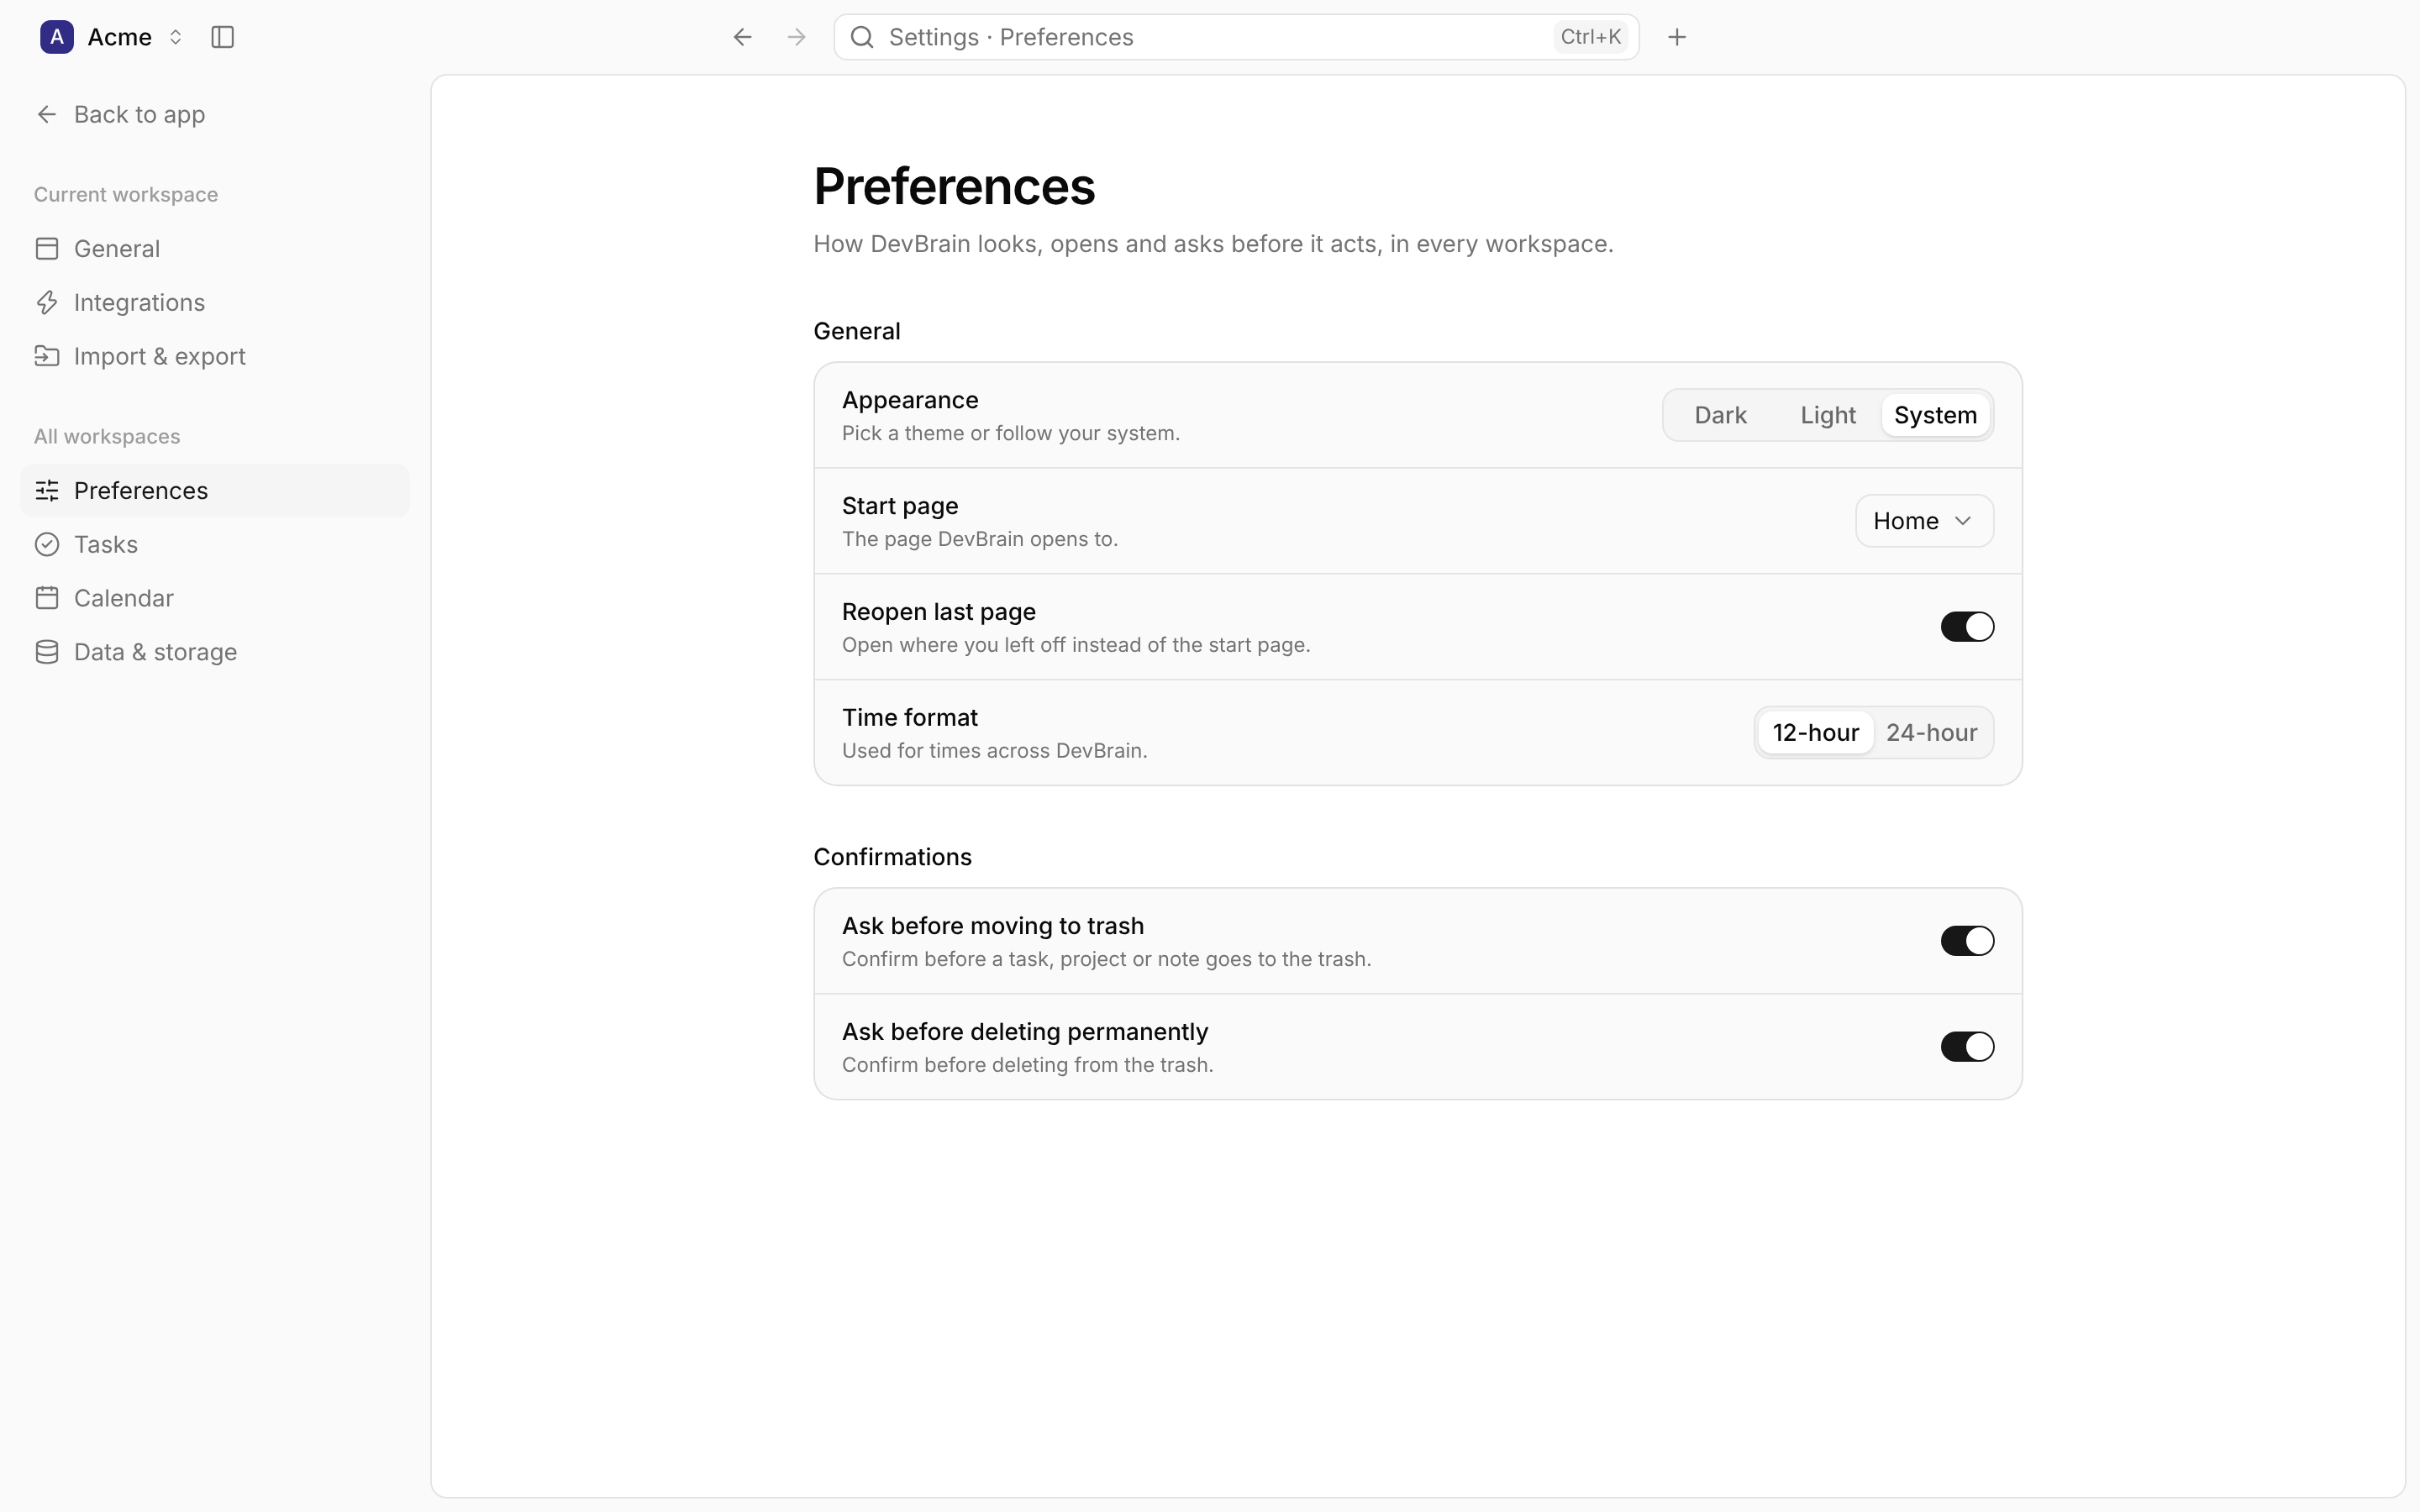 A Acme
Settings · Preferences Ctrl+K
Back to app
Current workspace
General
Integrations
Import & export
All workspaces
Preferences
Tasks
Calendar
Data & storage
Preferences
How DevBrain looks, opens and asks before it acts, in every workspace.
General
Appearance
Pick a theme or follow your system.
Dark Light System
Start page
The page DevBrain opens to.
Home
Reopen last page
Open where you left off instead of the start page.
Time format
Used for times across DevBrain.
12-hour 24-hour
Confirmations
Ask before moving to trash
Confirm before a task, project or note goes to the trash.
Ask before deleting permanently
Confirm before deleting from the trash.